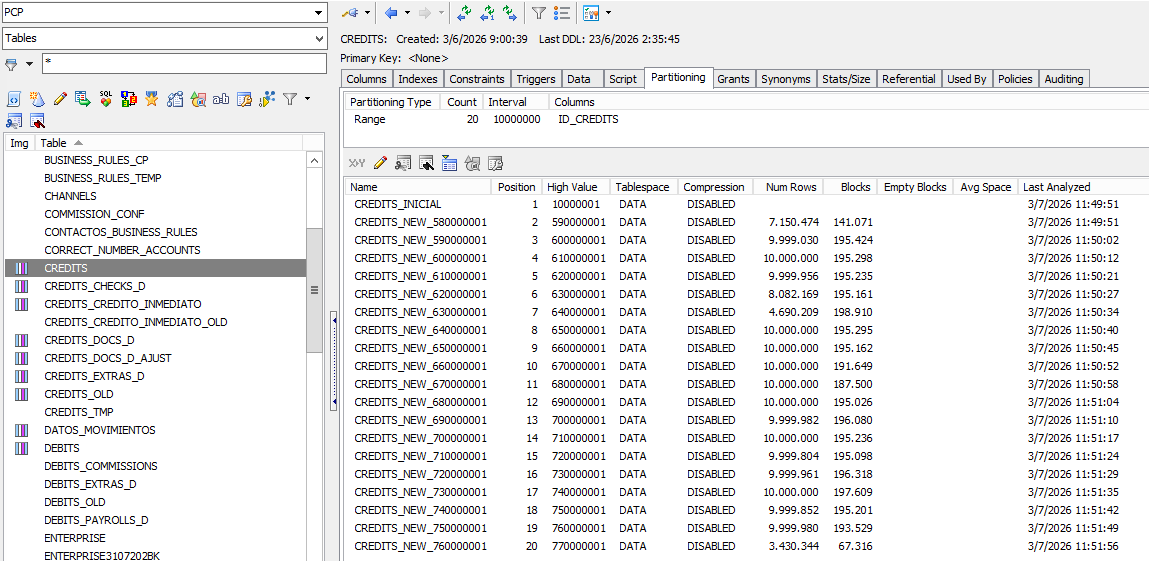 PCP
Tables
*
Img Table
BUSINESS_RULES_CP
BUSINESS_RULES_TEMP
CHANNELS
COMMISSION_CONF
CONTACTOS_BUSINESS_RULES
CORRECT_NUMBER_ACCOUNTS
CREDITS
CREDITS_CHECKS_D
CREDITS_CREDITO_INMEDIATO
CREDITS_CREDITO_INMEDIATO_OLD
CREDITS_DOCS_D
CREDITS_DOCS_D_AJUST
CREDITS_EXTRAS_D
CREDITS_OLD
CREDITS_TMP
DATOS_MOVIMIENTOS
DEBITS
DEBITS_COMMISSIONS
DEBITS_EXTRAS_D
DEBITS_OLD
DEBITS_PAYROLLS_D
ENTERPRISE
ENTERPRISE3107202BK
CREDITS: Created: 3/6/2026 9:00:39 Last DDL: 23/6/2026 2:35:45
Primary Key: <None>
Columns Indexes Constraints Triggers Data Script Partitioning Grants Synonyms Stats/Size Referential Used By Policies Auditing
Partitioning Type Count Interval Columns
Range 20 10000000 ID_CREDITS
Name Position High Value Tablespace Compression Num Rows Blocks Empty Blocks Avg Space Last Analyzed
CREDITS_INICIAL 1 10000001 DATA DISABLED 3/7/2026 11:49:51
CREDITS_NEW_580000001 2 590000001 DATA DISABLED 7.150.474 141.071 3/7/2026 11:49:51
CREDITS_NEW_590000001 3 600000001 DATA DISABLED 9.999.030 195.424 3/7/2026 11:50:02
CREDITS_NEW_600000001 4 610000001 DATA DISABLED 10.000.000 195.298 3/7/2026 11:50:12
CREDITS_NEW_610000001 5 620000001 DATA DISABLED 9.999.956 195.235 3/7/2026 11:50:21
CREDITS_NEW_620000001 6 630000001 DATA DISABLED 8.082.169 195.161 3/7/2026 11:50:27
CREDITS_NEW_630000001 7 640000001 DATA DISABLED 4.690.209 198.910 3/7/2026 11:50:34
CREDITS_NEW_640000001 8 650000001 DATA DISABLED 10.000.000 195.295 3/7/2026 11:50:40
CREDITS_NEW_650000001 9 660000001 DATA DISABLED 10.000.000 195.162 3/7/2026 11:50:45
CREDITS_NEW_660000001 10 670000001 DATA DISABLED 10.000.000 191.649 3/7/2026 11:50:52
CREDITS_NEW_670000001 11 680000001 DATA DISABLED 10.000.000 187.500 3/7/2026 11:50:58
CREDITS_NEW_680000001 12 690000001 DATA DISABLED 10.000.000 195.026 3/7/2026 11:51:04
CREDITS_NEW_690000001 13 700000001 DATA DISABLED 9.999.982 196.080 3/7/2026 11:51:10
CREDITS_NEW_700000001 14 710000001 DATA DISABLED 10.000.000 195.236 3/7/2026 11:51:17
CREDITS_NEW_710000001 15 720000001 DATA DISABLED 9.999.804 195.098 3/7/2026 11:51:24
CREDITS_NEW_720000001 16 730000001 DATA DISABLED 9.999.961 196.318 3/7/2026 11:51:29
CREDITS_NEW_730000001 17 740000001 DATA DISABLED 10.000.000 197.609 3/7/2026 11:51:35
CREDITS_NEW_740000001 18 750000001 DATA DISABLED 9.999.852 195.201 3/7/2026 11:51:42
CREDITS_NEW_750000001 19 760000001 DATA DISABLED 9.999.980 193.529 3/7/2026 11:51:49
CREDITS_NEW_760000001 20 770000001 DATA DISABLED 3.430.344 67.316 3/7/2026 11:51:56